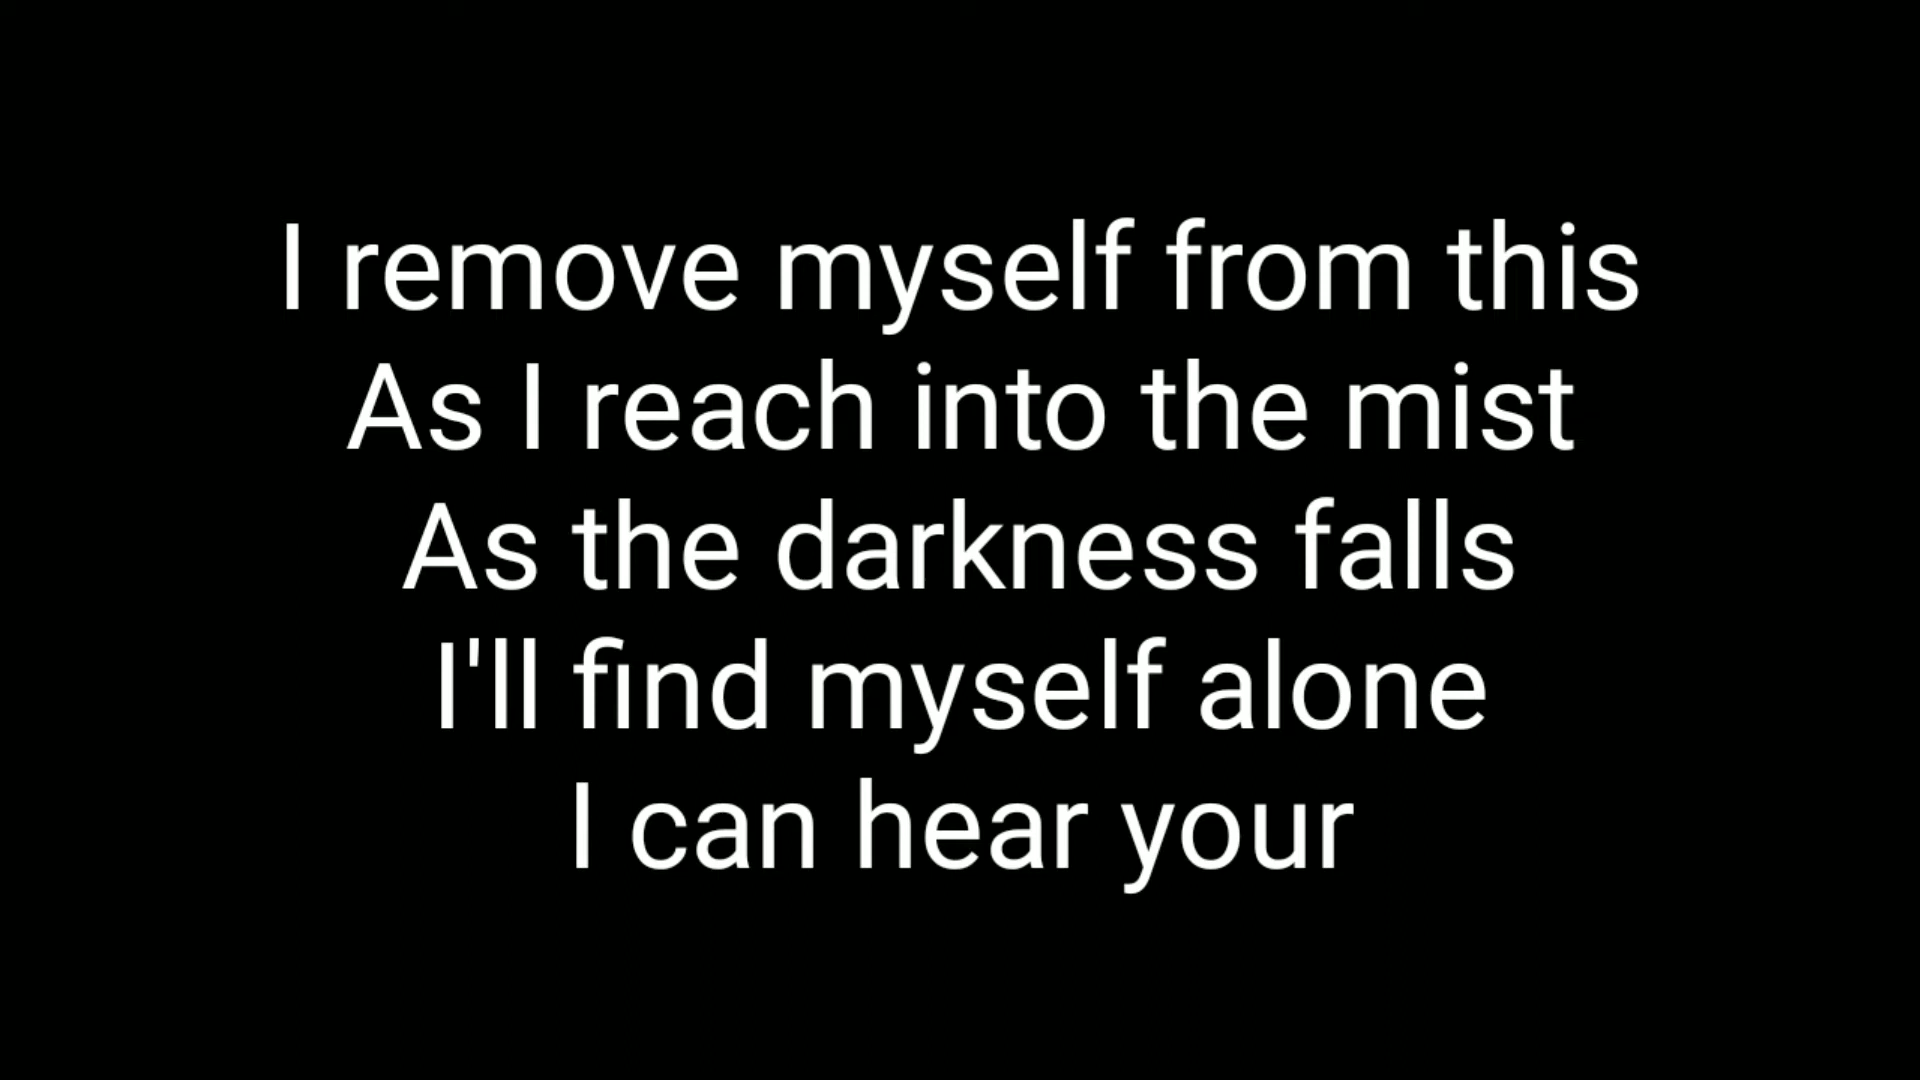 I remove myself from this
As I reach into the mist
As the darkness falls
I'll find myself alone
I can hear your